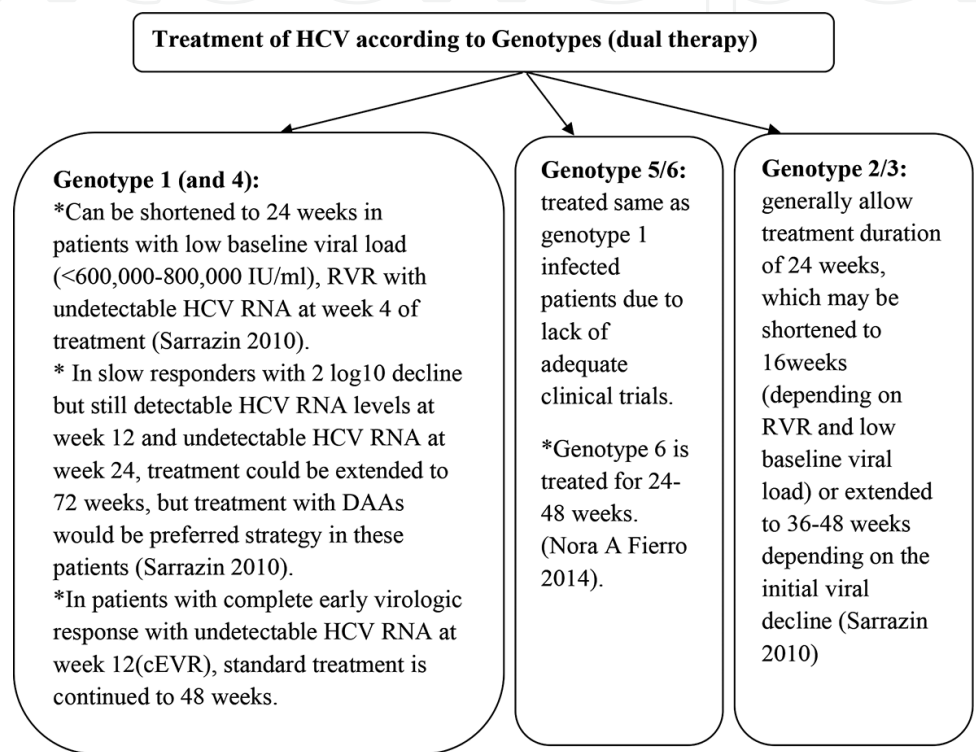 Treatment of HCV according to Genotypes (dual therapy)
Genotype 1 (and 4):
*Can be shortened to 24 weeks in
patients with low baseline viral load
(<600,000-800,000 IU/ml), RVR with
undetectable HCV RNA at week 4 of
treatment (Sarrazin 2010).
* In slow responders with 2 log10 decline
but still detectable HCV RNA levels at
week 12 and undetectable HCV RNA at
week 24, treatment could be extended to
72 weeks, but treatment with DAAs
would be preferred strategy in these
patients (Sarrazin 2010).
*In patients with complete early virologic
response with undetectable HCV RNA at
week 12(cEVR), standard treatment is
continued to 48 weeks.
Genotype 5/6:
treated same as
genotype 1
infected
patients due to
lack of
adequate
clinical trials.
*Genotype 6 is
treated for 24-
48 weeks.
(Nora A Fierro
2014).
Genotype 2/3:
generally allow
treatment duration
of 24 weeks,
which may be
shortened to
16weeks
(depending on
RVR and low
baseline viral
load) or extended
to 36-48 weeks
depending on the
initial viral
decline (Sarrazin
2010)